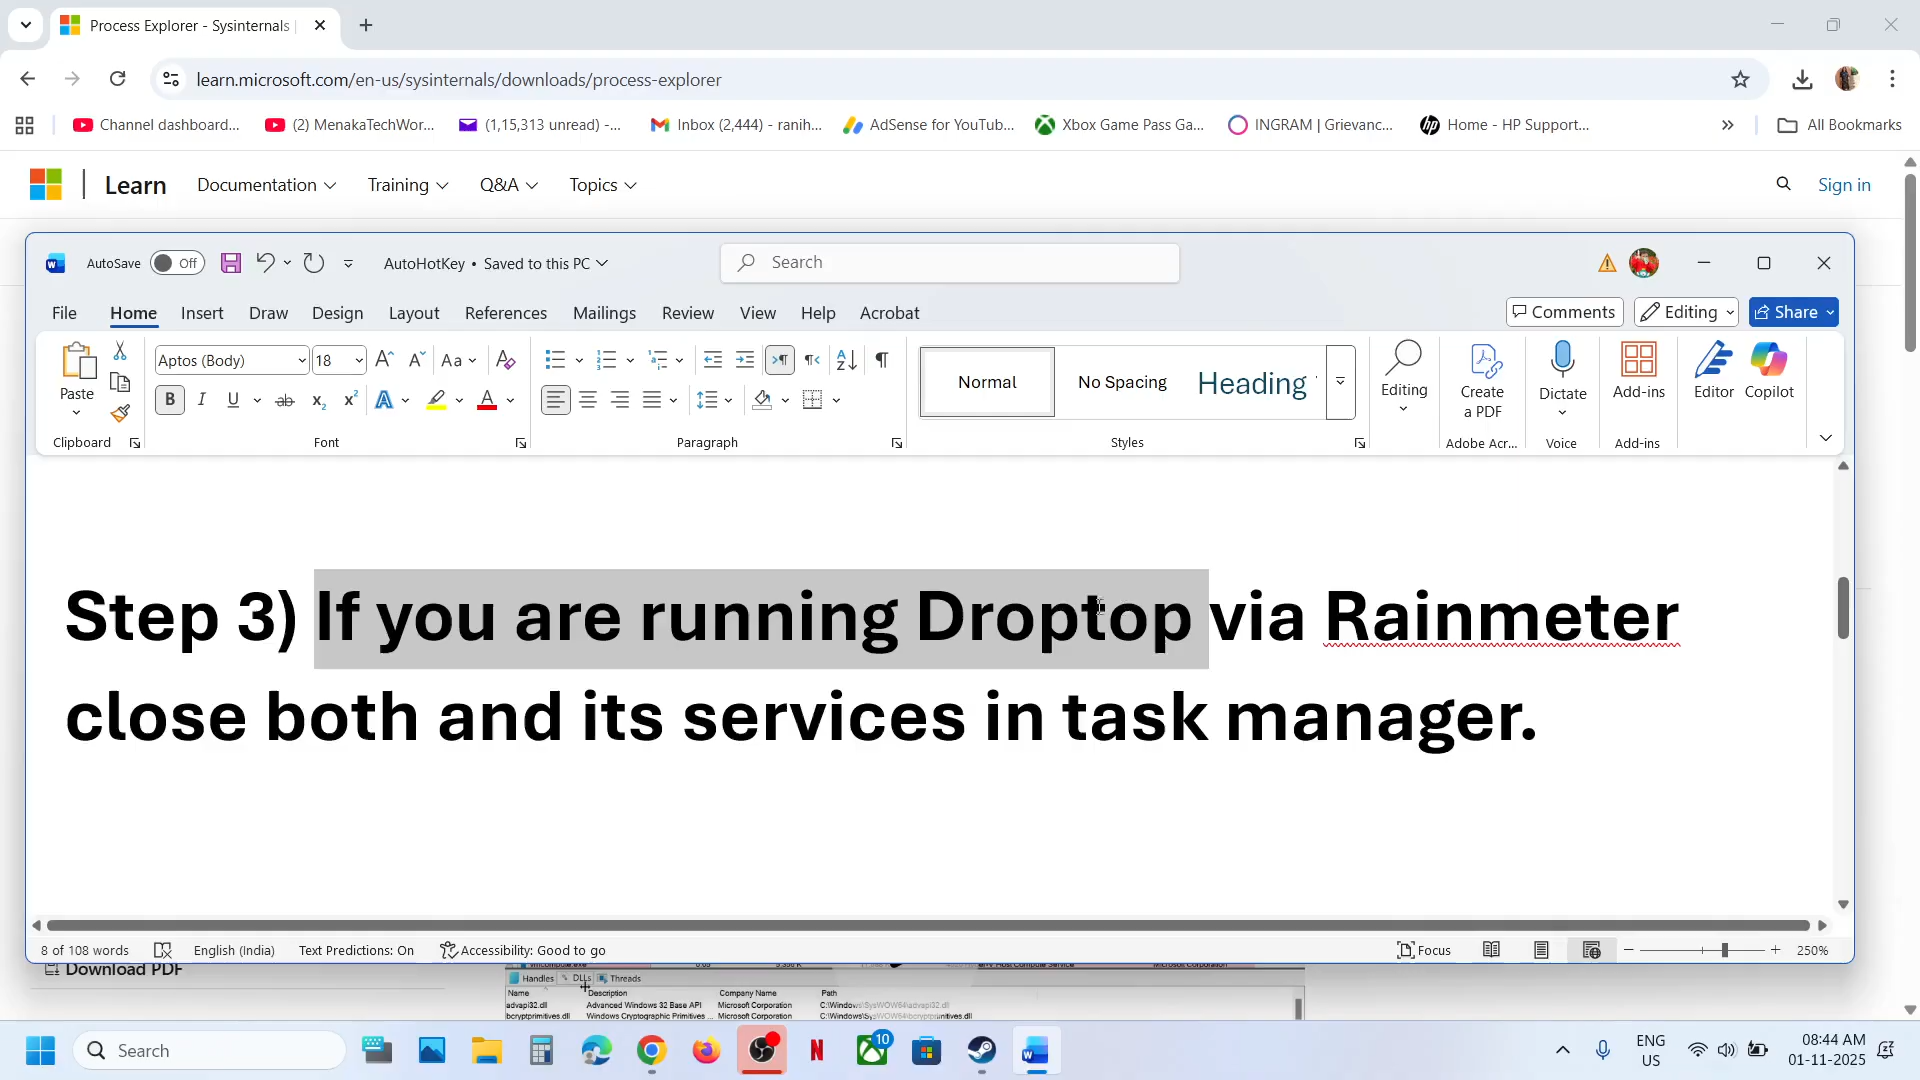 Process Explorer - Sysinternals
learn.microsoft.com/en-us/sysinternals/downloads/process-explorer
Channel dashboard...
(2) MenakaTechWor...
(1,15,313 unread) -...
Inbox (2,444) - ranih...
AdSense for YouTub...
Xbox Game Pass Ga...
INGRAM | Grievanc...
Home - HP Support...
All Bookmarks
Learn
Documentation
Training
Q&A
Topics
Sign in
AutoSave Off
AutoHotKey • Saved to this PC
Search
File Home Insert Draw Design Layout References Mailings Review View Help Acrobat
Comments Editing Share
Paste
Aptos (Body) 18
Normal
No Spacing
Heading
Editing
Create
a PDF
Dictate
Add-ins
Editor
Copilot
Clipboard Font Paragraph Styles Adobe Acr... Voice Add-ins
Step 3) If you are running Droptop via Rainmeter
close both and its services in task manager.
8 of 108 words English (India) Text Predictions: On Accessibility: Good to go Focus 250%
Download PDF
Handles DLLs Threads
Name Description Company Name Path
advapi32.dll Advanced Windows 32 Base API Microsoft Corporation C:\Windows\SysWOW64\advapi32.dll
bcryptprimitives.dll Windows Cryptographic Primitives ... Microsoft Corporation C:\Windows\SysWOW64\bcryptprimitives.dll
Search
10
ENG
US
08:44 AM
01-11-2025